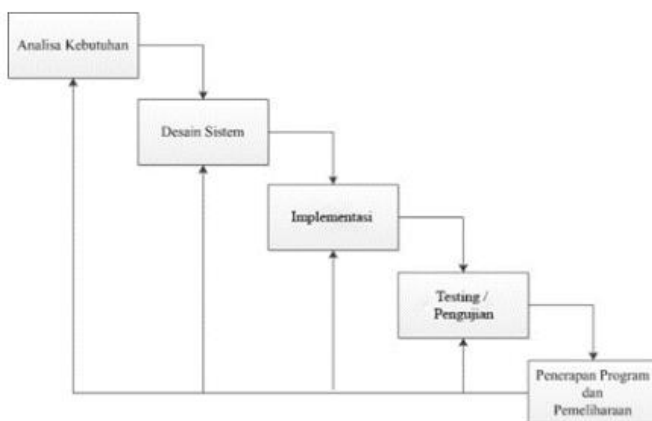 Analisa Kebutuhan
Desain Sistem
Implementasi
Testing /
Pengujian
Penerapan Program
dan
Pemeliharaan